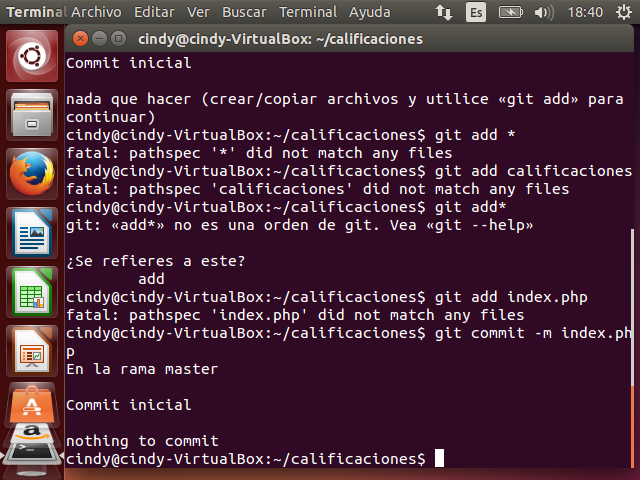 Terminal Archivo Editar Ver Buscar Terminal Ayuda Es 18:40
cindy@cindy-VirtualBox: ~/calificaciones
Commit inicial
nada que hacer (crear/copiar archivos y utilice «git add» para
continuar)
cindy@cindy-VirtualBox:~/calificaciones$ git add *
fatal: pathspec '*' did not match any files
cindy@cindy-VirtualBox:~/calificaciones$ git add calificaciones
fatal: pathspec 'calificaciones' did not match any files
cindy@cindy-VirtualBox:~/calificaciones$ git add*
git: «add*» no es una orden de git. Vea «git --help»
¿Se refieres a este?
add
cindy@cindy-VirtualBox:~/calificaciones$ git add index.php
fatal: pathspec 'index.php' did not match any files
cindy@cindy-VirtualBox:~/calificaciones$ git commit -m index.ph
p
En la rama master
Commit inicial
nothing to commit
cindy@cindy-VirtualBox:~/calificaciones$